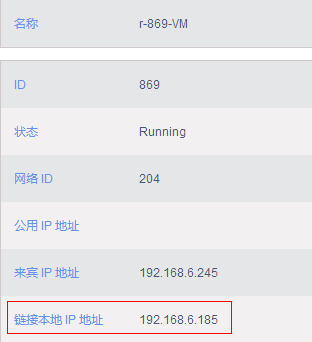 名称 r-869-VM
ID 869
状态 Running
网络 ID 204
公用 IP 地址
来宾 IP 地址 192.168.6.245
链接本地 IP 地址 192.168.6.185